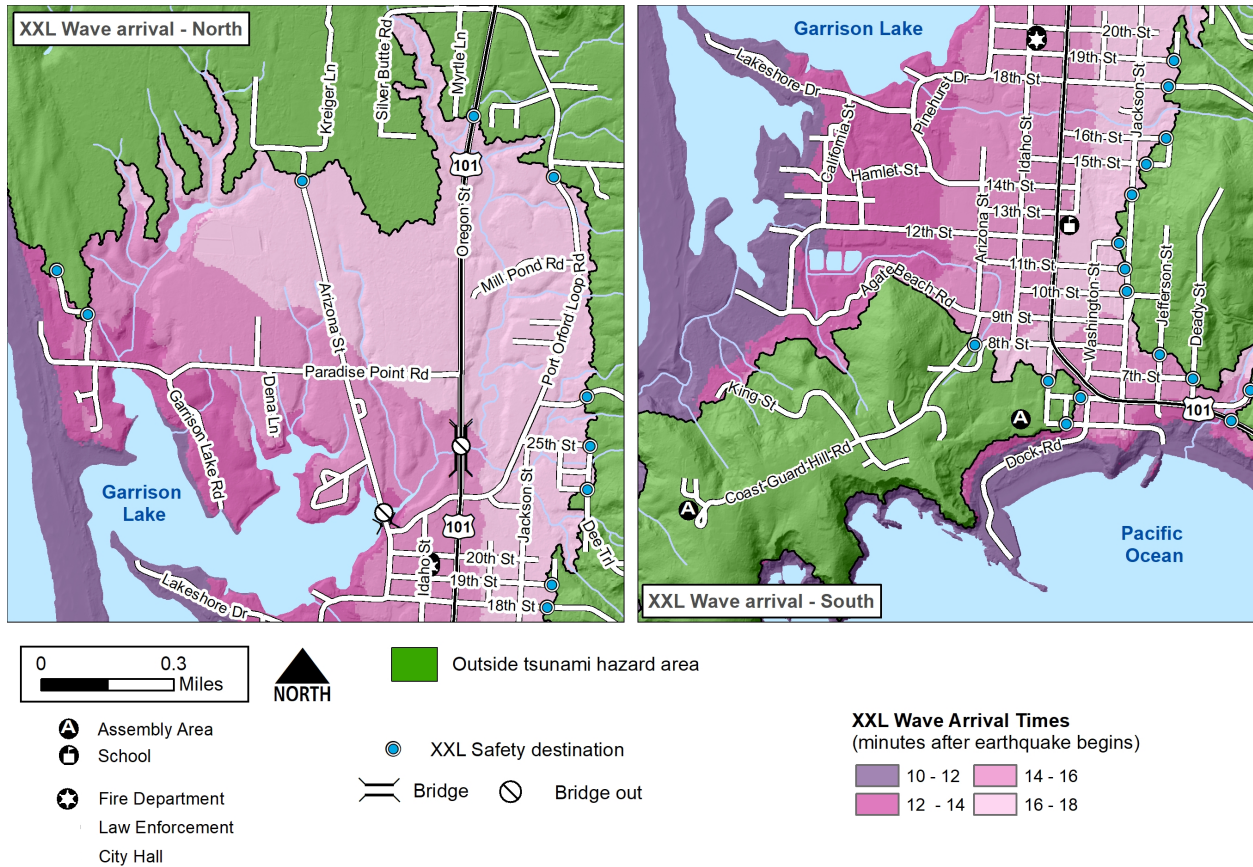 XXL Wave arrival - North
Kreiger Ln
Silver Butte Rd
Myrtle Ln
101
Oregon St
Arizona St
Mill Pond Rd
Port Orford Loop Rd
Paradise Point Rd
Dena Ln
Garrison Lake Rd
25th St
Garrison
Lake
Jackson St
101
Dee Trl
Idaho St
20th St
19th St
18th St
Lakeshore Dr
Garrison Lake
20th St
19th St
18th St
Lakeshore Dr
Pinehurst Dr
Jackson St
California St
Idaho St
16th St
15th St
Hamlet St
14th St
13th St
12th St
Arizona St
11th St
Agate Beach Rd
10th St
Washington St
Jefferson St
Deady St
9th St
8th St
7th St
King St
101
Dock Rd
Coast Guard Hill Rd
A
A
Pacific
Ocean
XXL Wave arrival - South
0 0.3
Miles
NORTH
Outside tsunami hazard area
A Assembly Area
School
XXL Safety destination
Fire Department
Bridge
Bridge out
Law Enforcement
City Hall
XXL Wave Arrival Times
(minutes after earthquake begins)
10 - 12 14 - 16
12 - 14 16 - 18